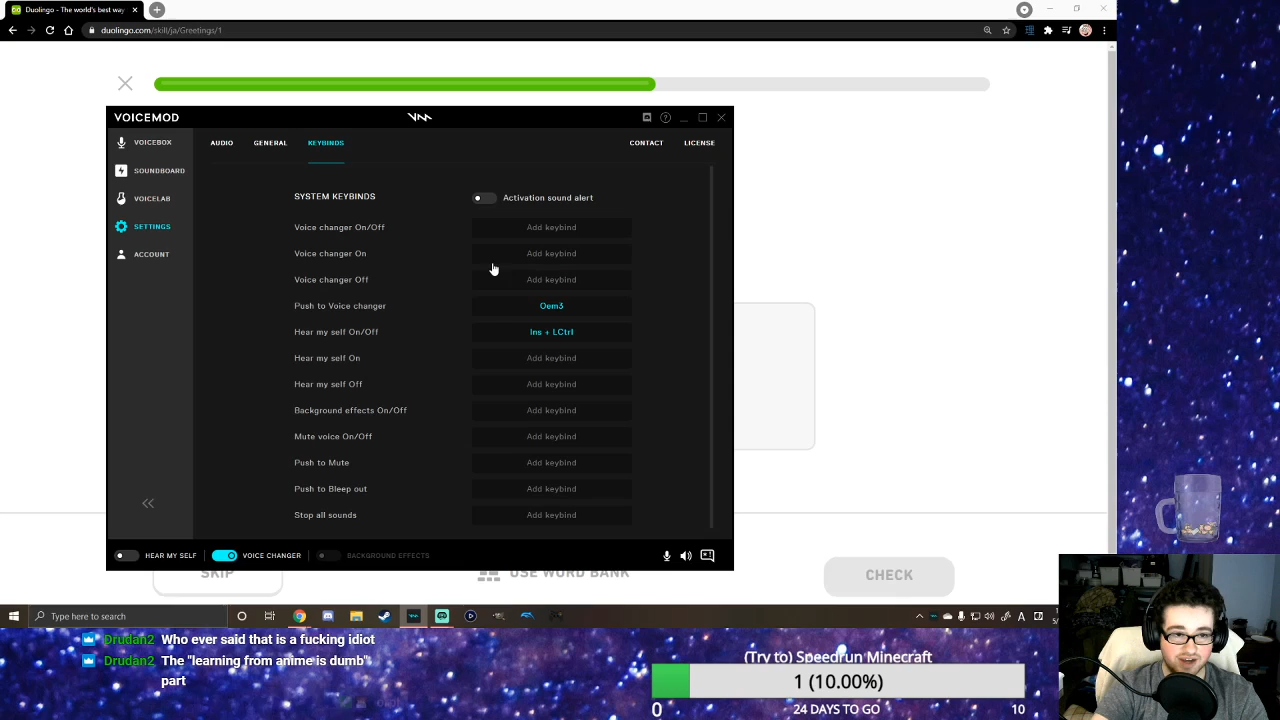 Duolingo - The world's best way
duolingo.com/skill/ja/Greetings/1
VOICEMOD
VOICEBOX
SOUNDBOARD
VOICELAB
SETTINGS
ACCOUNT
AUDIO
GENERAL
KEYBINDS
CONTACT
LICENSE
SYSTEM KEYBINDS
Activation sound alert
Voice changer On/Off
Add keybind
Voice changer On
Add keybind
Voice changer Off
Add keybind
Push to Voice changer
Oem3
Hear my self On/Off
Ins + LCtrl
Hear my self On
Add keybind
Hear my self Off
Add keybind
Background effects On/Off
Add keybind
Mute voice On/Off
Add keybind
Push to Mute
Add keybind
Push to Bleep out
Add keybind
Stop all sounds
Add keybind
HEAR MY SELF
VOICE CHANGER
BACKGROUND EFFECTS
SKIP
USE WORD BANK
CHECK
Type here to search
Drudan2 Who ever said that is a fucking idiot
Drudan2 The "learning from anime is dumb"
part
(Try to) Speedrun Minecraft
1 (10.00%)
0
24 DAYS TO GO
10